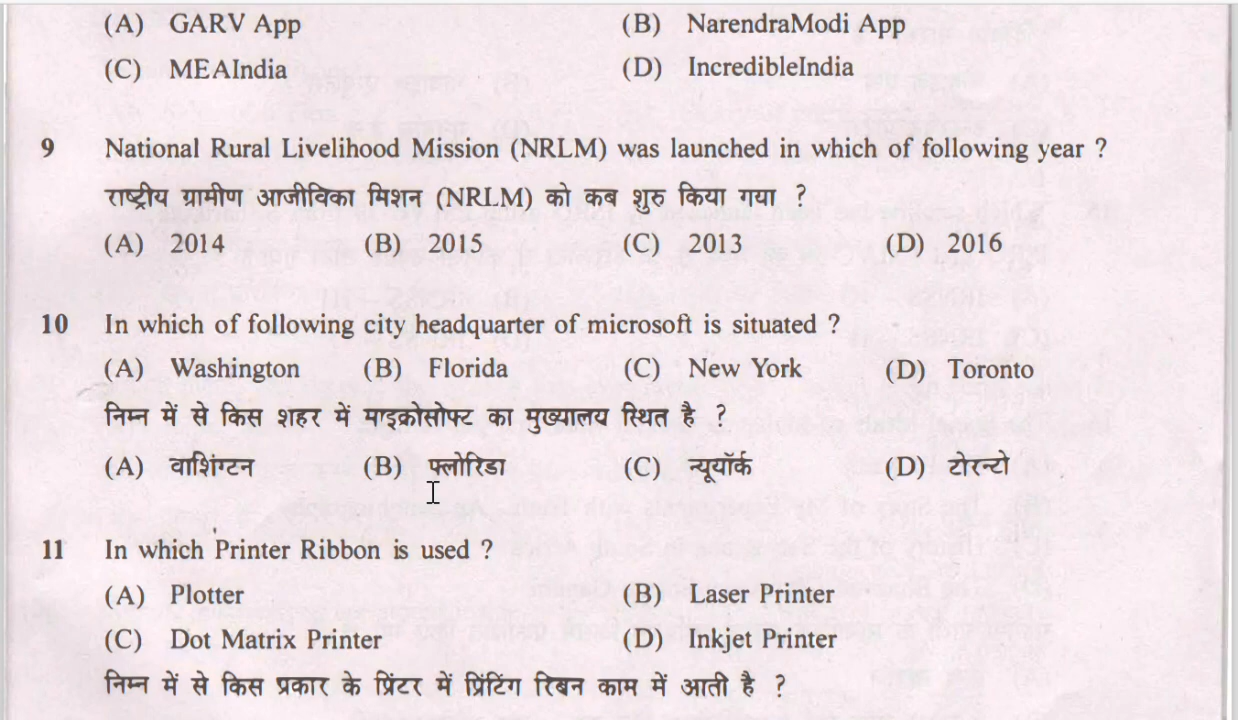 (A) GARV App (B) NarendraModi App
(C) MEAIndia (D) IncredibleIndia
9 National Rural Livelihood Mission (NRLM) was launched in which of following year ?
राष्ट्रीय ग्रामीण आजीविका मिशन (NRLM) को कब शुरु किया गया ?
(A) 2014 (B) 2015 (C) 2013 (D) 2016
10 In which of following city headquarter of microsoft is situated ?
(A) Washington (B) Florida (C) New York (D) Toronto
निम्न में से किस शहर में माइक्रोसोफ्ट का मुख्यालय स्थित है ?
(A) वाशिंग्टन (B) फ्लोरिडा (C) न्यूयॉर्क (D) टोरन्टो
11 In which Printer Ribbon is used ?
(A) Plotter (B) Laser Printer
(C) Dot Matrix Printer (D) Inkjet Printer
निम्न में से किस प्रकार के प्रिंटर में प्रिंटिंग रिबन काम में आती है ?